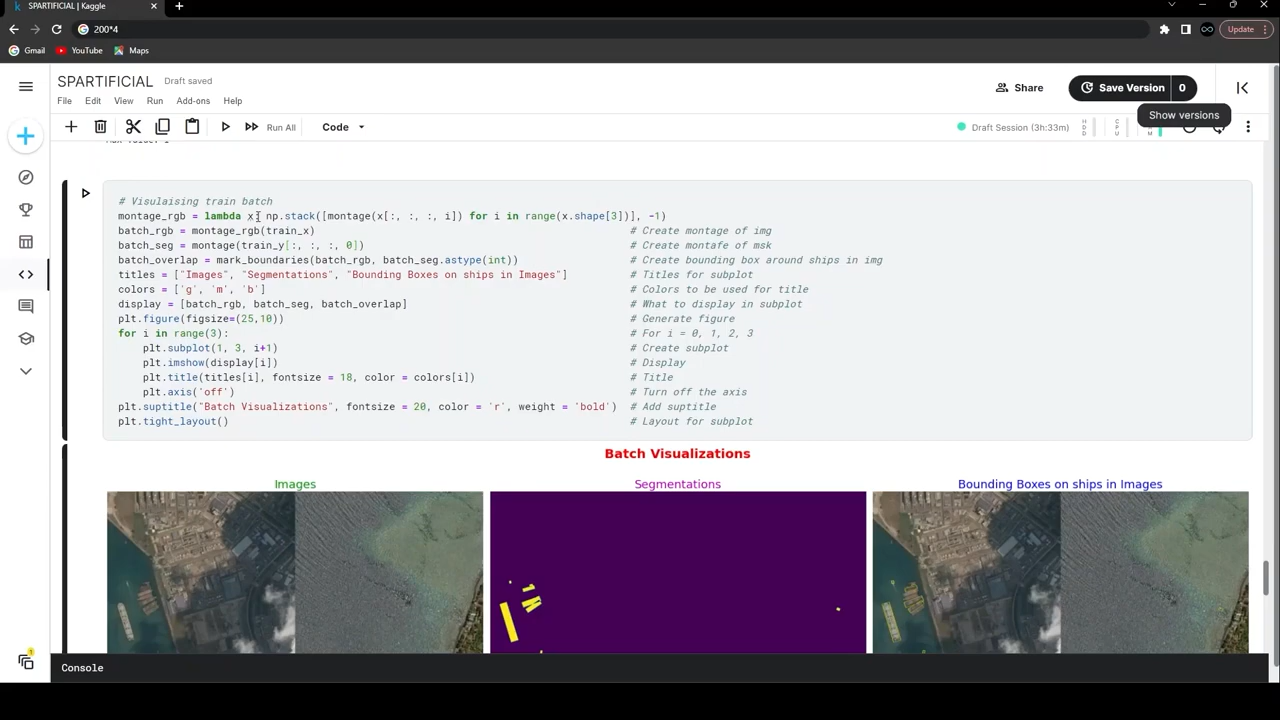 SPARTIFICIAL | Kaggle
200*4
Update
Gmail YouTube Maps
SPARTIFICIAL Draft saved
File Edit View Run Add-ons Help
Share
Save Version 0
Show versions
Run All Code
Draft Session (3h:33m)
# Visulaising train batch
montage_rgb = lambda x: np.stack([montage(x[:, :, :, i]) for i in range(x.shape[3])], -1)
batch_rgb = montage_rgb(train_x) # Create montage of img
batch_seg = montage(train_y[:, :, :, 0]) # Create montafe of msk
batch_overlap = mark_boundaries(batch_rgb, batch_seg.astype(int)) # Create bounding box around ships in img
titles = ["Images", "Segmentations", "Bounding Boxes on ships in Images"] # Titles for subplot
colors = ['g', 'm', 'b'] # Colors to be used for title
display = [batch_rgb, batch_seg, batch_overlap] # What to display in subplot
plt.figure(figsize=(25,10)) # Generate figure
for i in range(3): # For i = 0, 1, 2, 3
plt.subplot(1, 3, i+1) # Create subplot
plt.imshow(display[i]) # Display
plt.title(titles[i], fontsize = 18, color = colors[i]) # Title
plt.axis('off') # Turn off the axis
plt.suptitle("Batch Visualizations", fontsize = 20, color = 'r', weight = 'bold') # Add suptitle
plt.tight_layout() # Layout for subplot
Batch Visualizations
Images Segmentations Bounding Boxes on ships in Images
Console